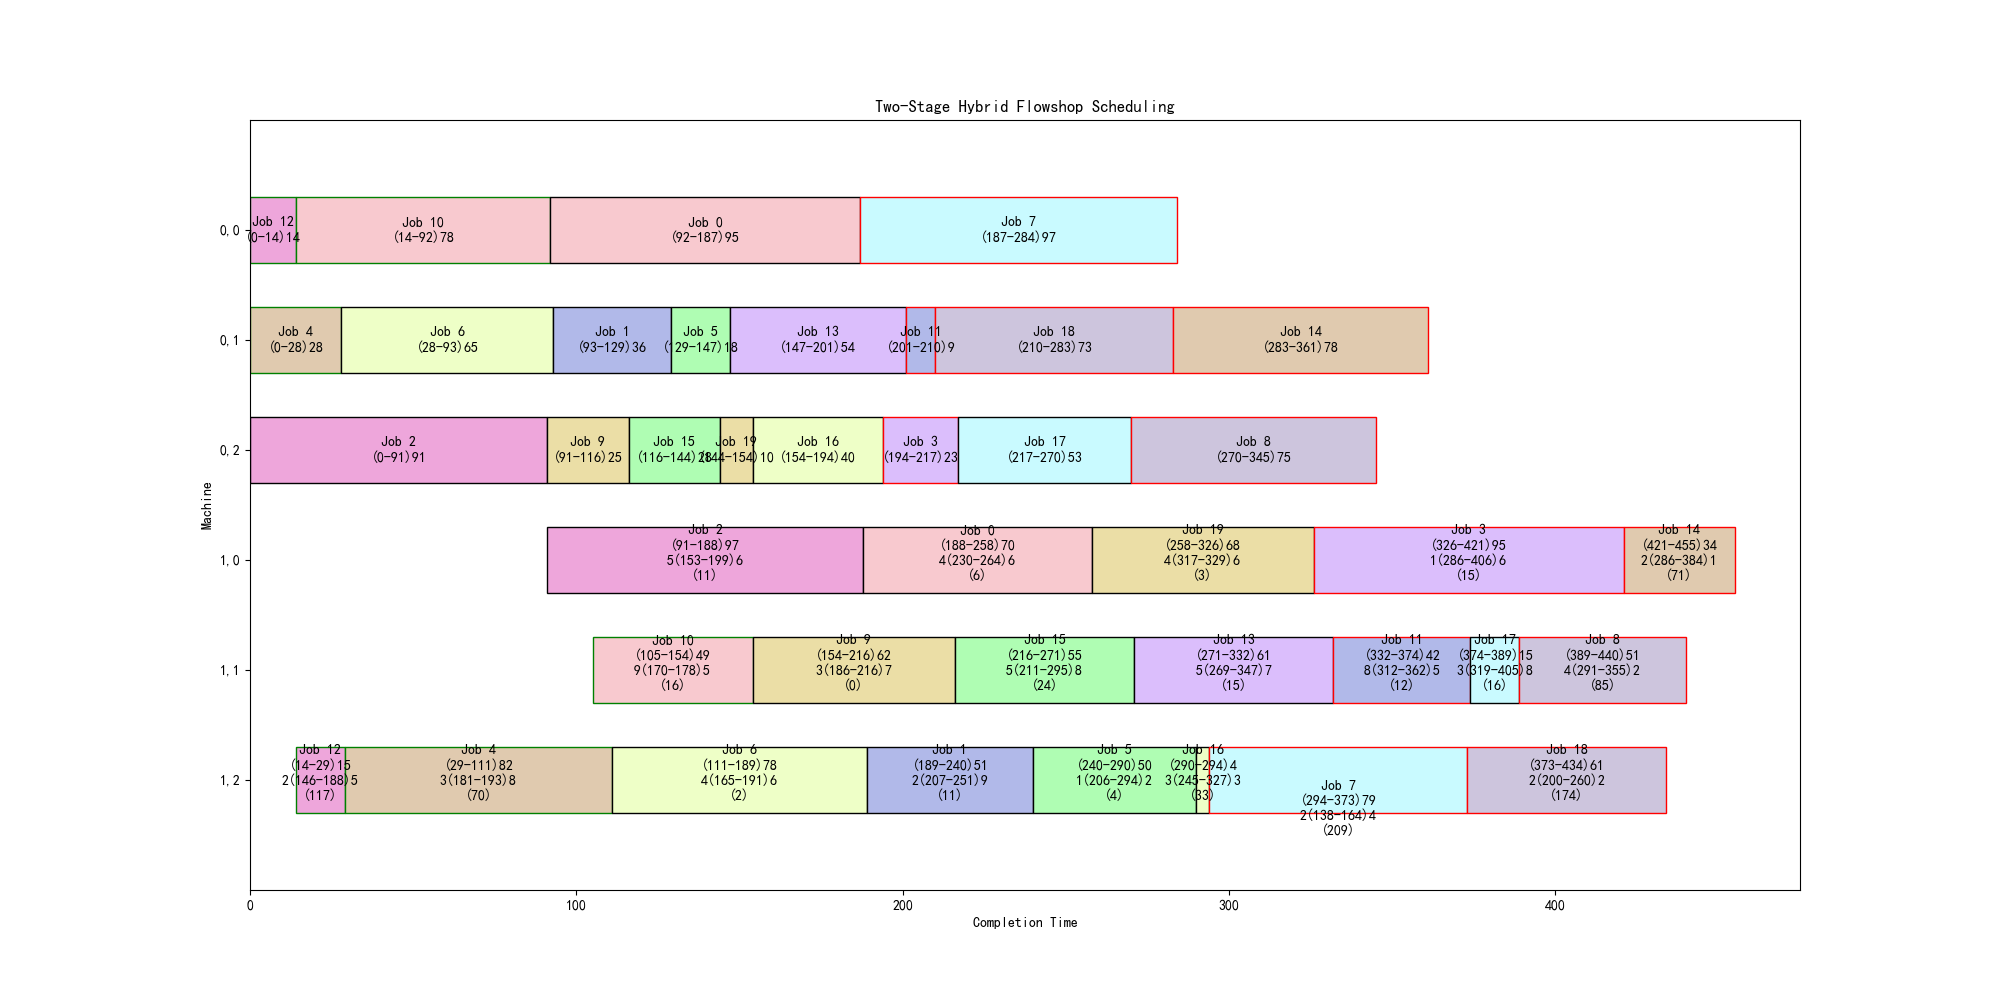 Two-Stage Hybrid Flowshop Scheduling
0,0
Job 12
(0-14)14
Job 10
(14-92)78
Job 0
(92-187)95
Job 7
(187-284)97
0,1
Job 4
(0-28)28
Job 6
(28-93)65
Job 1
(93-129)36
Job 5
(129-147)18
Job 13
(147-201)54
Job 11
(201-210)9
Job 18
(210-283)73
Job 14
(283-361)78
0,2
Job 2
(0-91)91
Job 9
(91-116)25
Job 15
(116-144)28
Job 19
(144-154)10
Job 16
(154-194)40
Job 3
(194-217)23
Job 17
(217-270)53
Job 8
(270-345)75
Machine
1,0
Job 2
(91-188)97
5(153-199)6
(11)
Job 0
(188-258)70
4(230-264)6
(6)
Job 19
(258-326)68
4(317-329)6
(3)
Job 3
(326-421)95
1(286-406)6
(15)
Job 14
(421-455)34
2(286-384)1
(71)
1,1
Job 10
(105-154)49
9(170-178)5
(16)
Job 9
(154-216)62
3(186-216)7
(0)
Job 15
(216-271)55
5(211-295)8
(24)
Job 13
(271-332)61
5(269-347)7
(15)
Job 11
(332-374)42
8(312-362)5
(12)
Job 17
(374-389)15
3(319-405)8
(16)
Job 8
(389-440)51
4(291-355)2
(85)
1,2
Job 12
(14-29)15
2(146-188)5
(117)
Job 4
(29-111)82
3(181-193)8
(70)
Job 6
(111-189)78
4(165-191)6
(2)
Job 1
(189-240)51
2(207-251)9
(11)
Job 5
(240-290)50
1(206-294)2
(4)
Job 16
(290-294)4
3(245-327)3
(33)
Job 7
(294-373)79
2(138-164)4
(209)
Job 18
(373-434)61
2(200-260)2
(174)
0 100 200 300 400
Completion Time